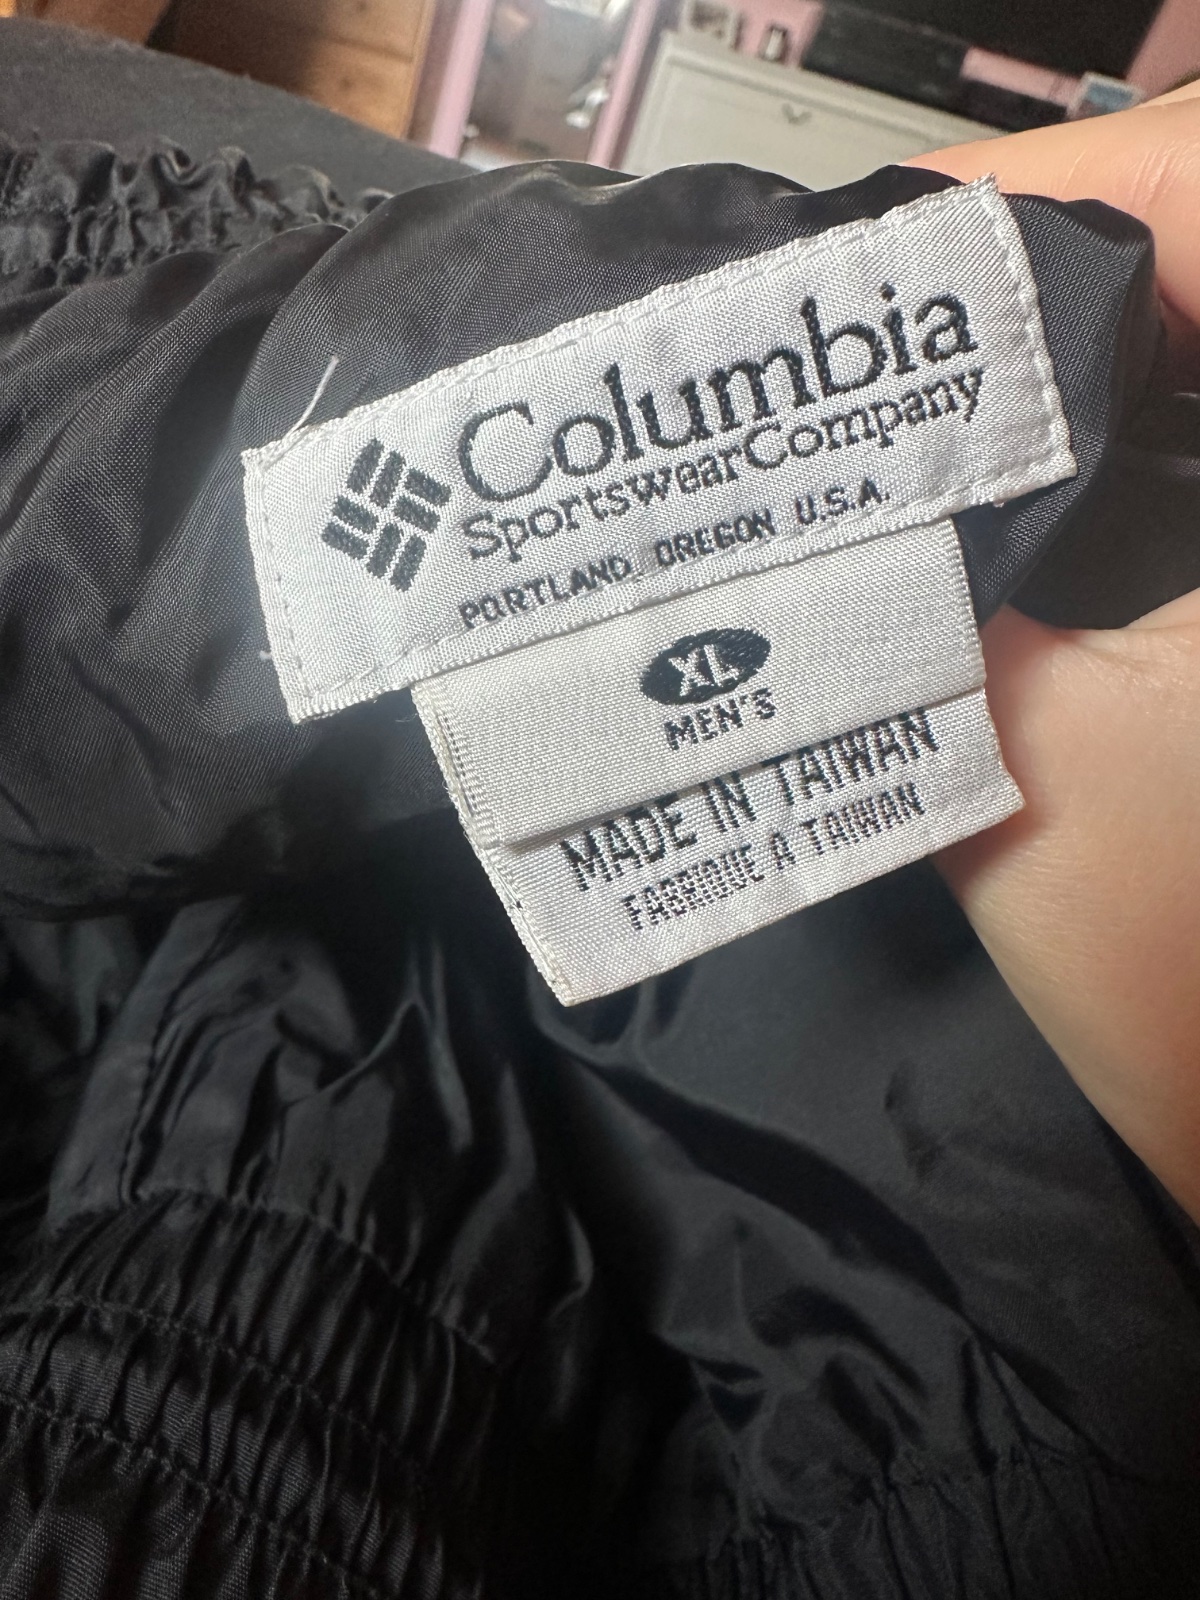 Columbia
SportswearCompany
PORTLAND, OREGON U.S.A.
XL
MEN'S
MADE IN TAIWAN
FABRIQUE A TAIWAN